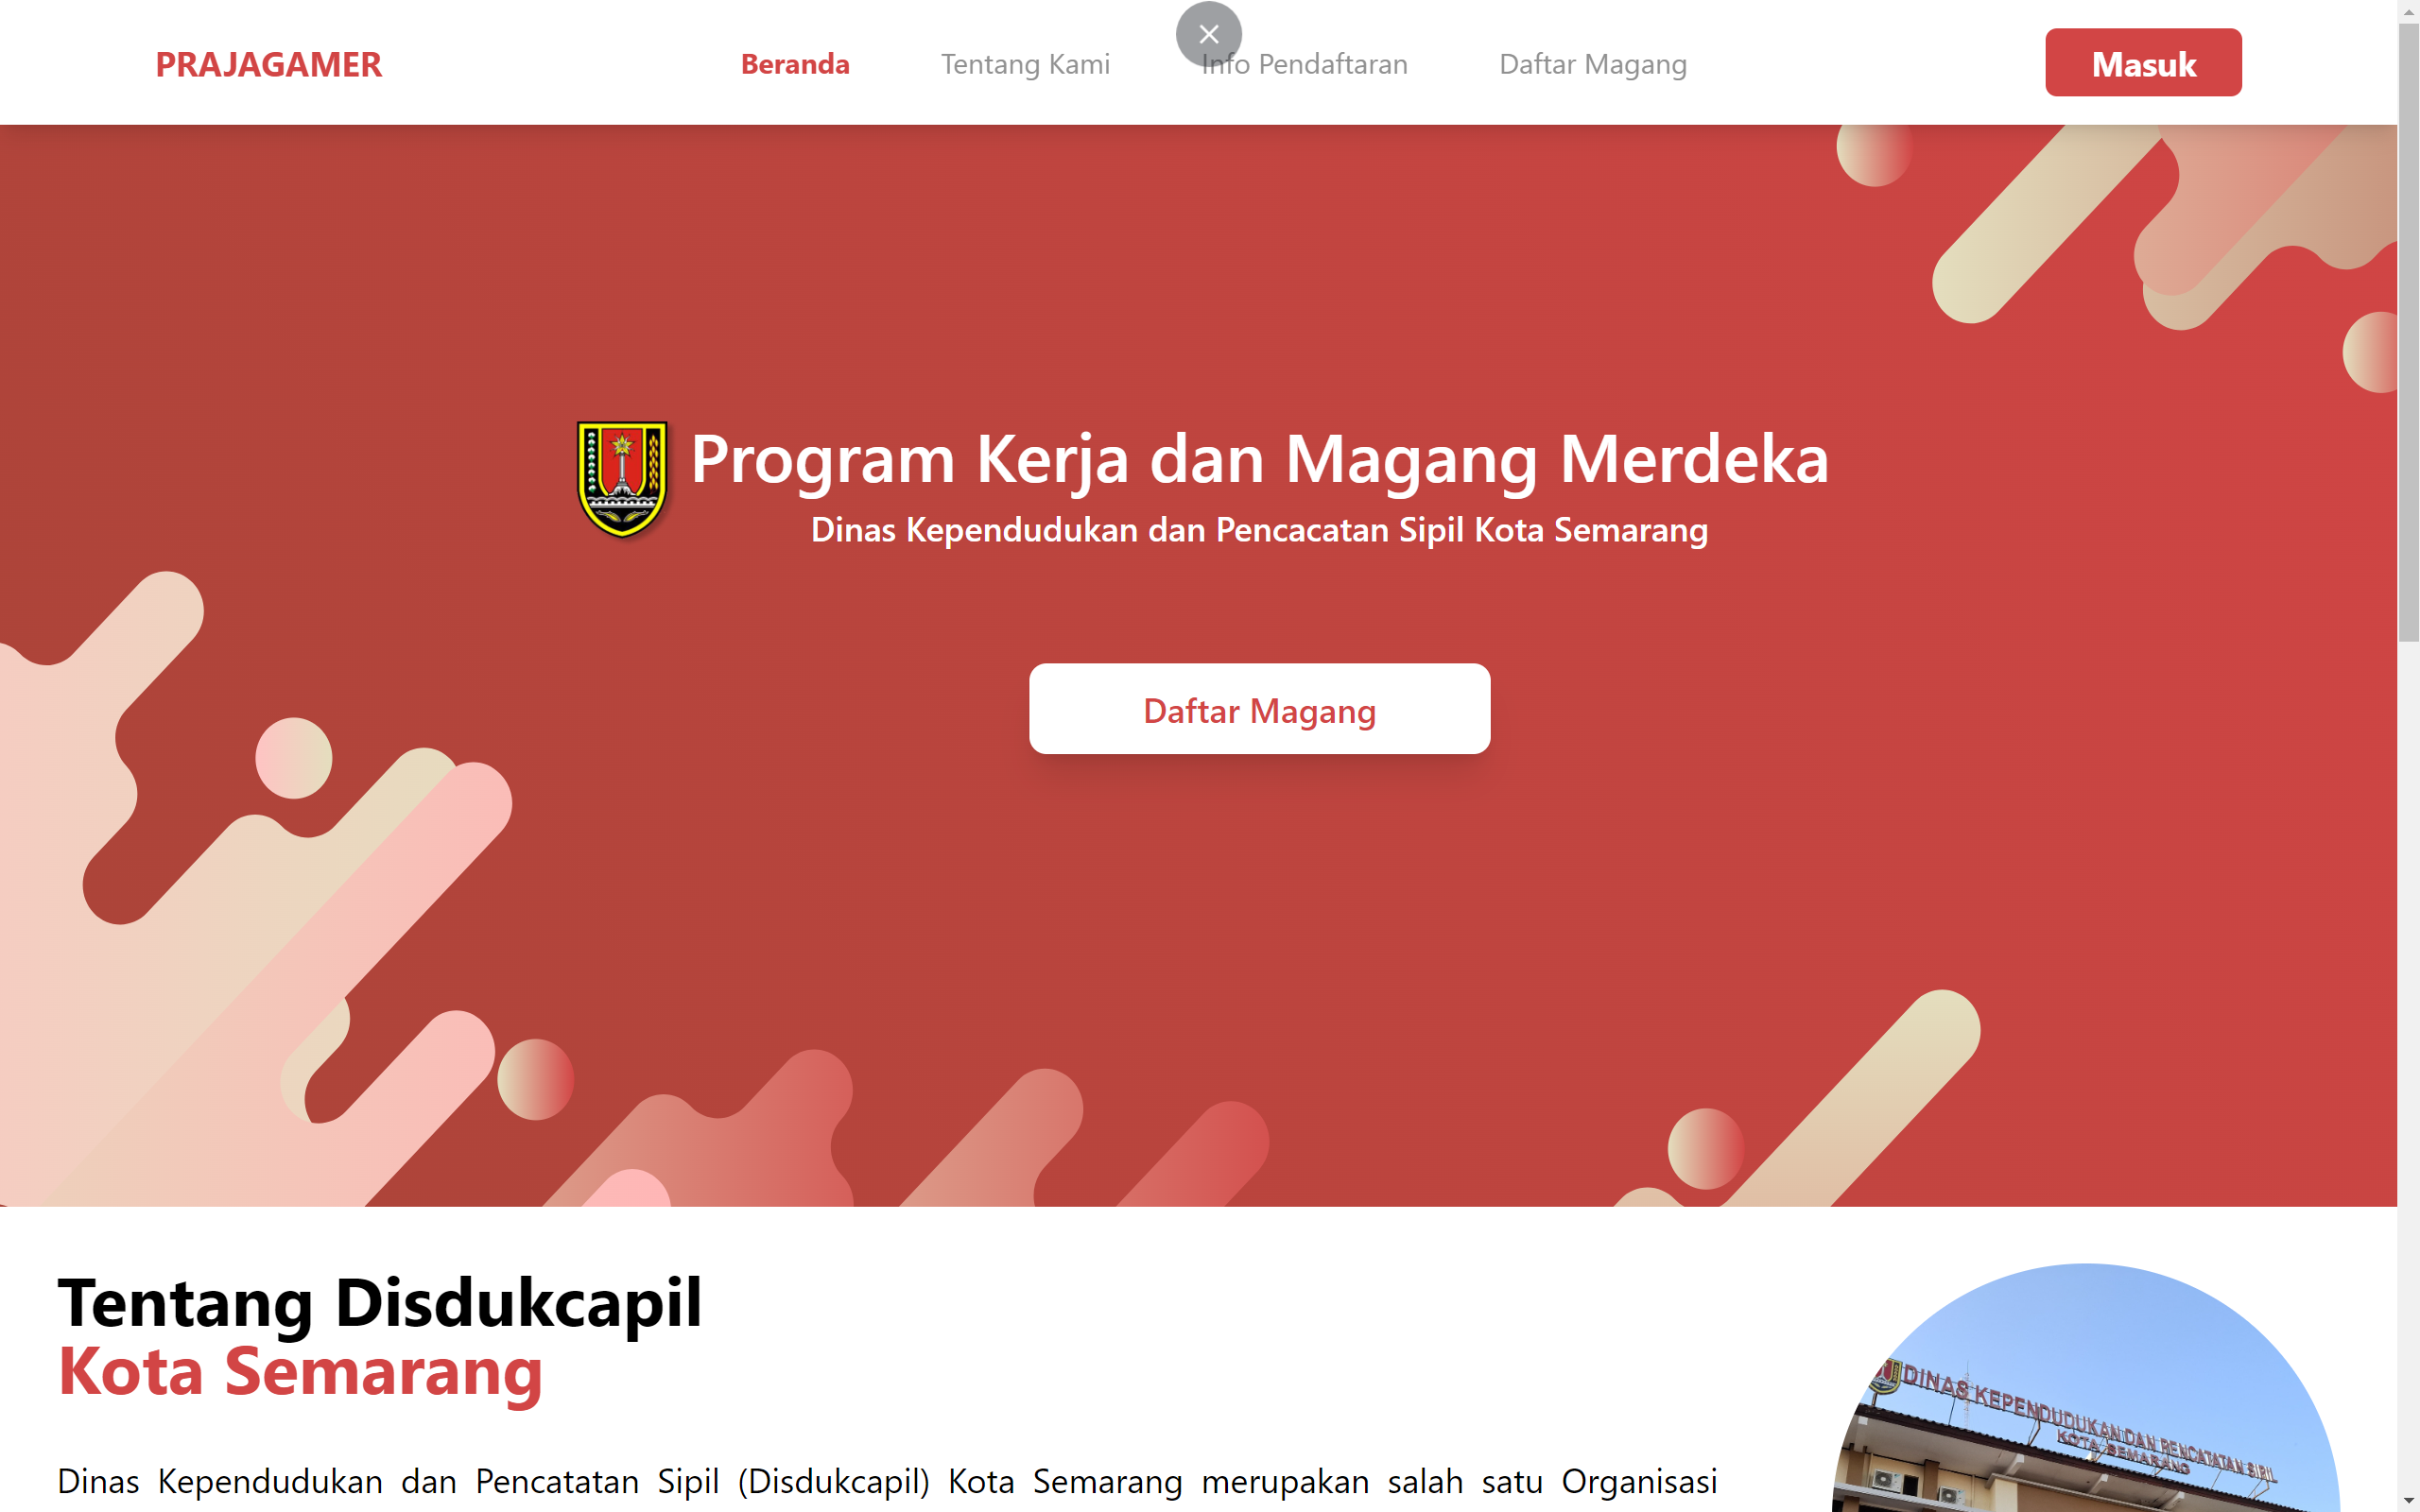 PRAJAGAMER
Beranda
Tentang Kami
Info Pendaftaran
Daftar Magang
Masuk
Program Kerja dan Magang Merdeka
Dinas Kependudukan dan Pencacatan Sipil Kota Semarang
Daftar Magang
Tentang Disdukcapil
Kota Semarang
Dinas Kependudukan dan Pencatatan Sipil (Disdukcapil) Kota Semarang merupakan salah satu Organisasi
DINAS KEPENDUDUKAN DAN PENCATATAN SIPIL
KOTA SEMARANG